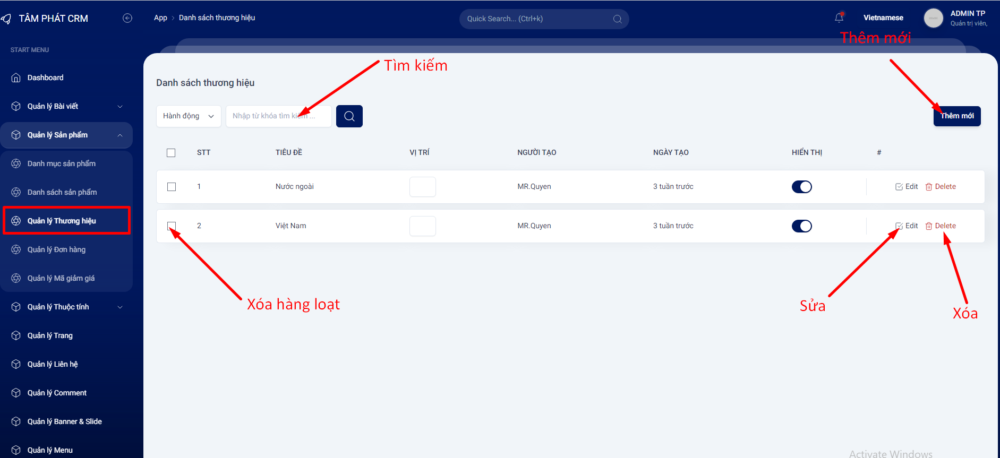 TÂM PHÁT CRM
App > Danh sách thương hiệu
Quick Search... (Ctrl+k)
Vietnamese
ADMIN TP
Quản trị viên,
Thêm mới
START MENU
Dashboard
Quản lý Bài viết
Quản lý Sản phẩm
Danh mục sản phẩm
Danh sách sản phẩm
Quản lý Thương hiệu
Quản lý Đơn hàng
Quản lý Mã giảm giá
Quản lý Thuộc tính
Quản lý Trang
Quản lý Liên hệ
Quản lý Comment
Quản lý Banner & Slide
Quản lý Menu
Tìm kiếm
Danh sách thương hiệu
Hành động
Nhập từ khóa tìm kiếm ...
Thêm mới
STT TIÊU ĐỀ VỊ TRÍ NGƯỜI TẠO NGÀY TẠO HIỂN THỊ #
1 Nước ngoài MR.Quyen 3 tuần trước Edit Delete
2 Việt Nam MR.Quyen 3 tuần trước Edit Delete
Xóa hàng loạt
Sửa
Xóa
Activate Windows